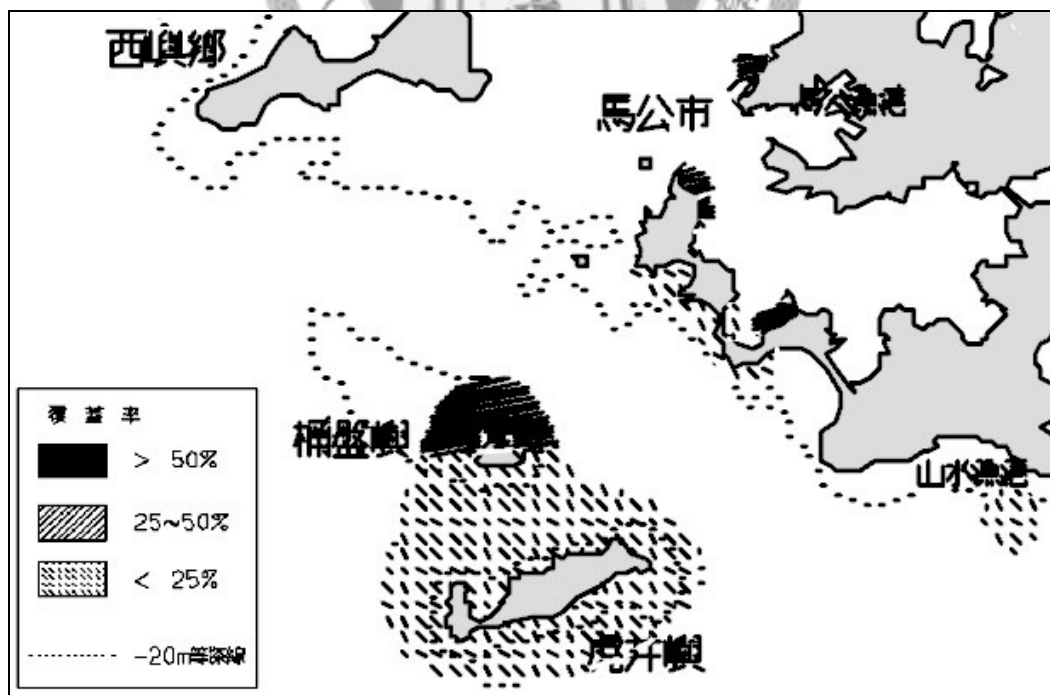 西嶼鄉
馬公市
馬公漁港
桶盤嶼
山水漁港
虎井嶼
覆蓋率
> 50%
25~50%
< 25%
-20m等深線